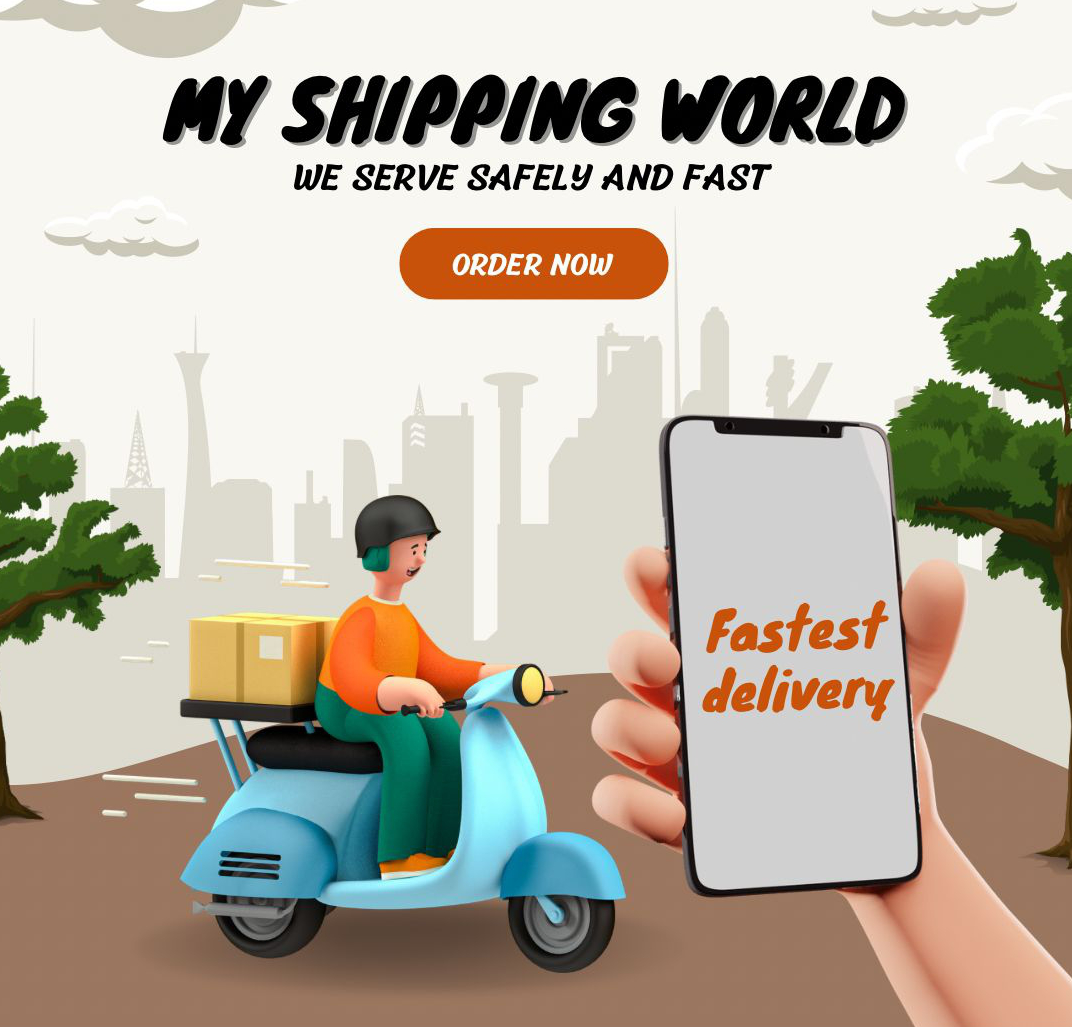 MY SHIPPING WORLD
WE SERVE SAFELY AND FAST
ORDER NOW
Fastest
delivery